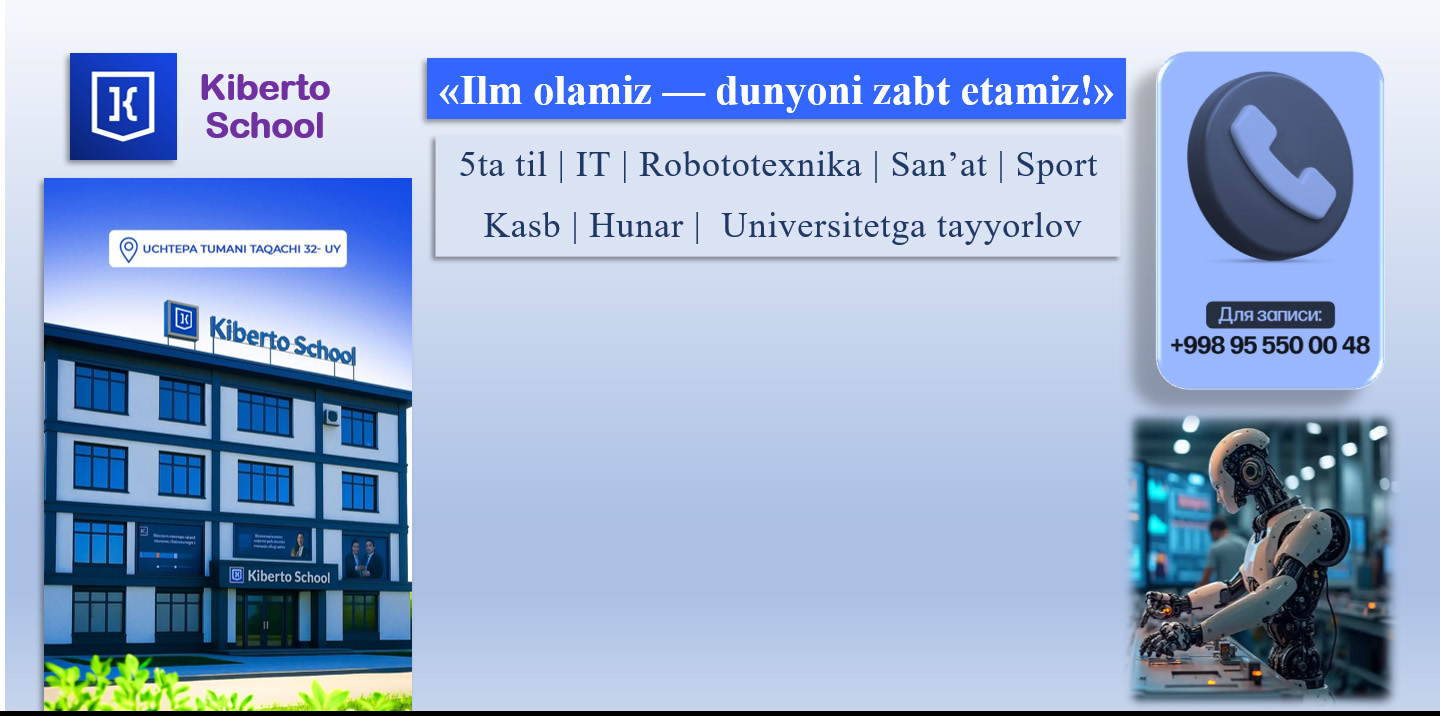 Kiberto
School
«Ilm olamiz — dunyoni zabt etamiz!»
5ta til | IT | Robototexnika | San’at | Sport
Kasb | Hunar | Universitetga tayyorlov
UCHTEPA TUMANI TAQACHI 32- UY
Kiberto School
Kiberto School
Для записи:
+998 95 550 00 48